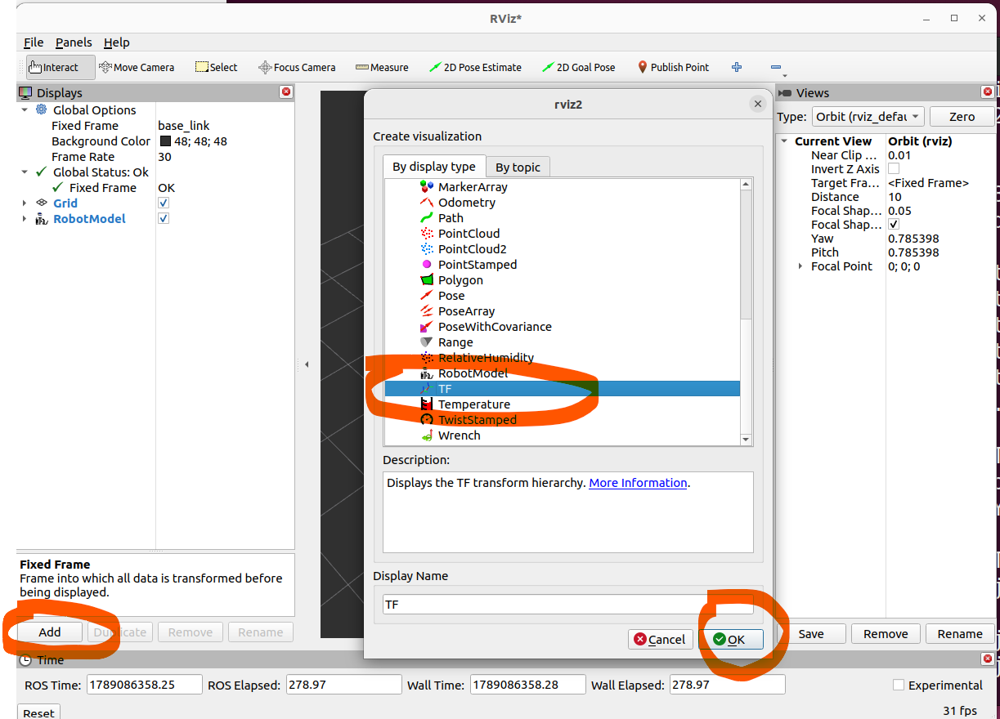 RViz*
File Panels Help
Interact Move Camera Select Focus Camera Measure 2D Pose Estimate 2D Goal Pose Publish Point
Displays
Global Options
Fixed Frame base_link
Background Color 48; 48; 48
Frame Rate 30
Global Status: Ok
Fixed Frame OK
Grid
RobotModel
Fixed Frame
Frame into which all data is transformed before
being displayed.
Add Duplicate Remove Rename
rviz2
Create visualization
By display type By topic
MarkerArray
Odometry
Path
PointCloud
PointCloud2
PointStamped
Polygon
Pose
PoseArray
PoseWithCovariance
Range
RelativeHumidity
RobotModel
TF
Temperature
TwistStamped
Wrench
Description:
Displays the TF transform hierarchy. More Information.
Display Name
TF
Cancel OK
Views
Type: Orbit (rviz_defau Zero
Current View Orbit (rviz)
Near Clip ... 0.01
Invert Z Axis
Target Fra... <Fixed Frame>
Distance 10
Focal Shap... 0.05
Focal Shap...
Yaw 0.785398
Pitch 0.785398
Focal Point 0; 0; 0
Save Remove Rename
Time
ROS Time: 1789086358.25 ROS Elapsed: 278.97 Wall Time: 1789086358.28 Wall Elapsed: 278.97 Experimental
Reset 31 fps